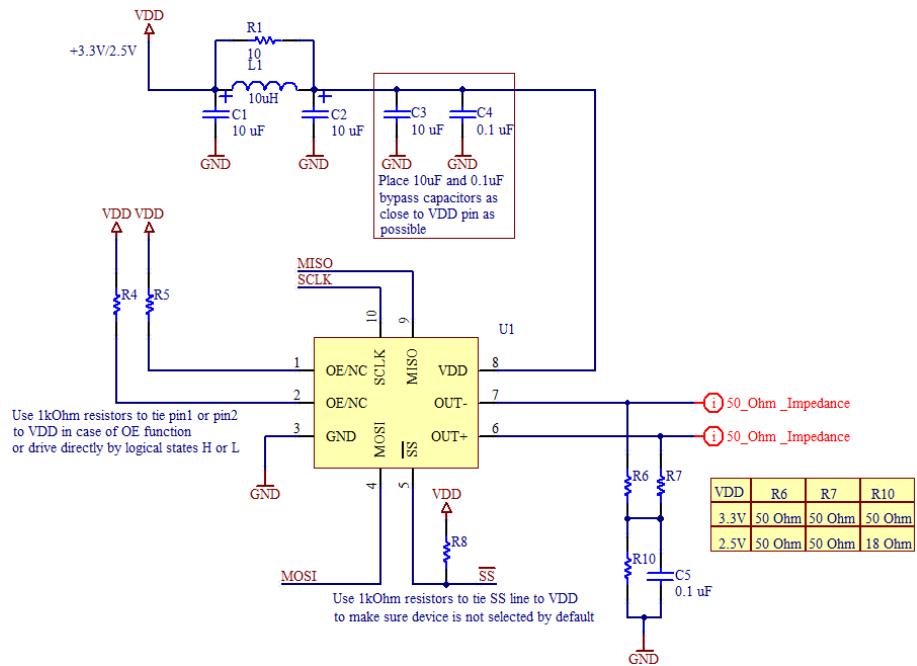 VDD
+3.3V/2.5V
R1
10
L1
10uH
C1
10 uF
C2
10 uF
C3
10 uF
C4
0.1 uF
GND
GND
GND
GND
Place 10uF and 0.1uF
bypass capacitors as
close to VDD pin as
possible
VDD VDD
R4
R5
MISO
SCLK
10
9
U1
1
OE/NC
SCLK
MISO
VDD
8
2
OE/NC
OUT-
7
50_Ohm _Impedance
3
GND
MOSI
SS
OUT+
6
50_Ohm _Impedance
4
5
Use 1kOhm resistors to tie pin1 or pin2
to VDD in case of OE function
or drive directly by logical states H or L
GND
VDD
R8
MOSI
SS
Use 1kOhm resistors to tie SS line to VDD
to make sure device is not selected by default
R6
R7
R10
C5
0.1 uF
GND
VDD R6 R7 R10
3.3V 50 Ohm 50 Ohm 50 Ohm
2.5V 50 Ohm 50 Ohm 18 Ohm